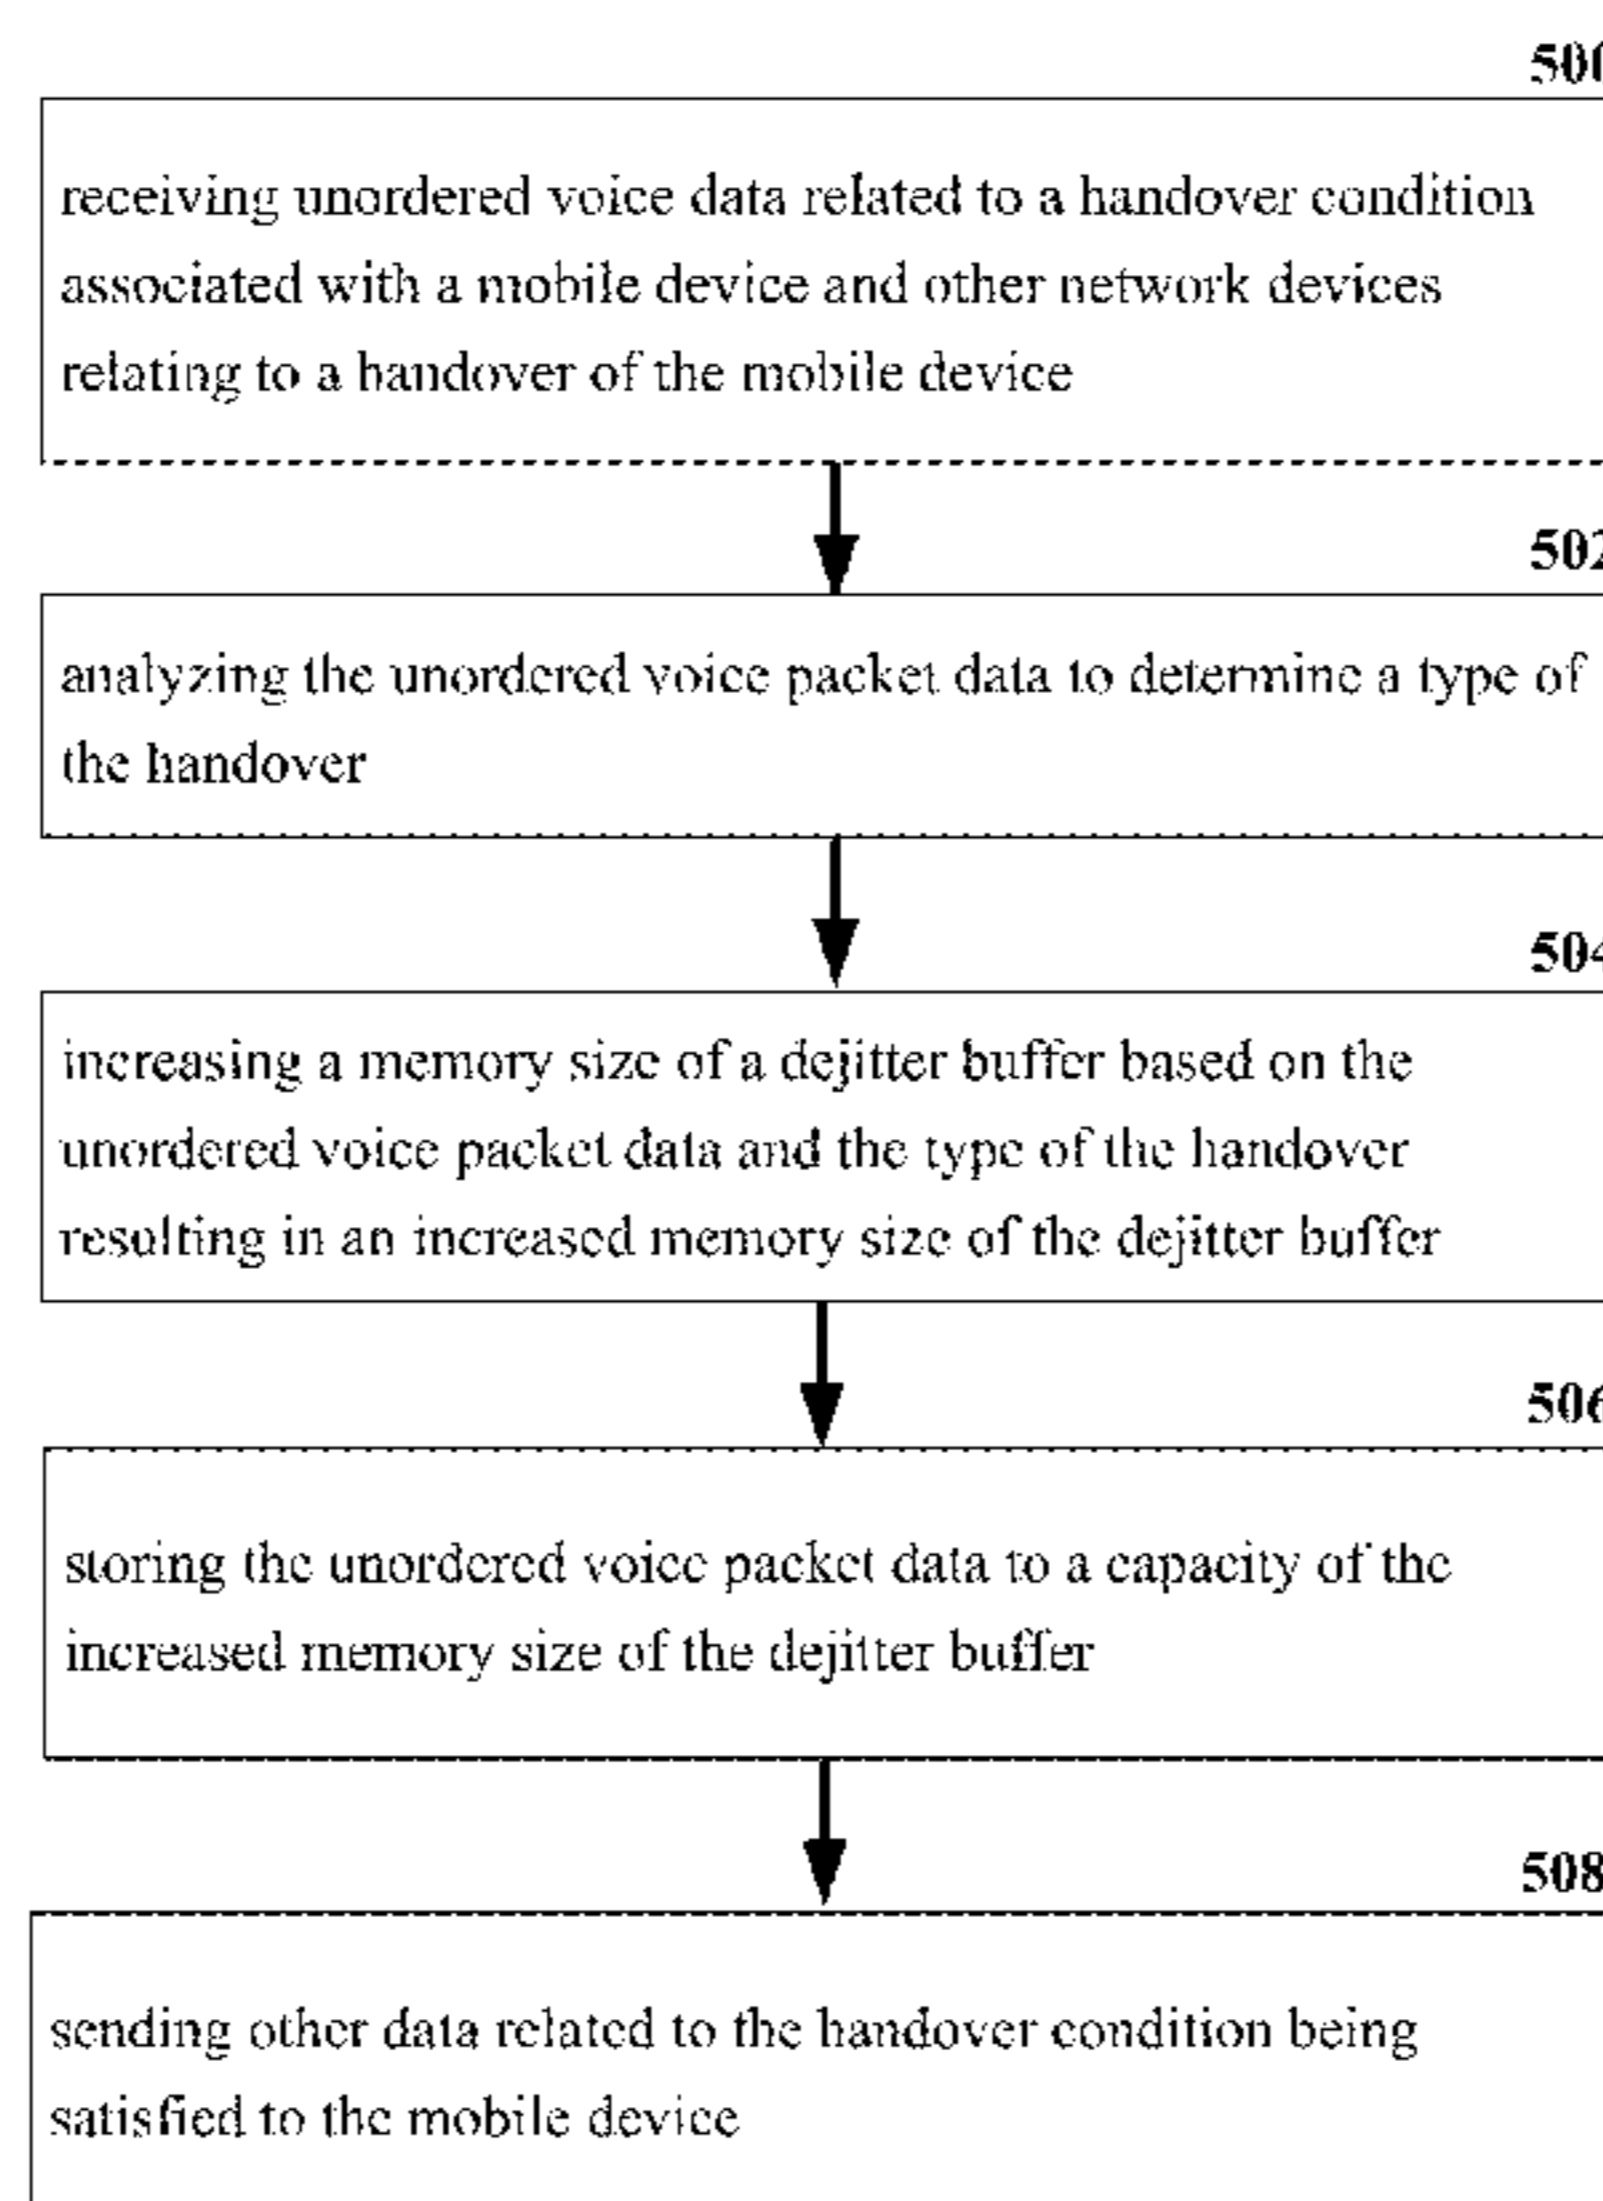 500
receiving unordered voice data related to a handover condition
associated with a mobile device and other network devices
relating to a handover of the mobile device
502
analyzing the unordered voice packet data to determine a type of
the handover
504
increasing a memory size of a dejitter buffer based on the
unordered voice packet data and the type of the handover
resulting in an increased memory size of the dejitter buffer
506
storing the unordered voice packet data to a capacity of the
increased memory size of the dejitter buffer
508
sending other data related to the handover condition being
satisfied to the mobile device